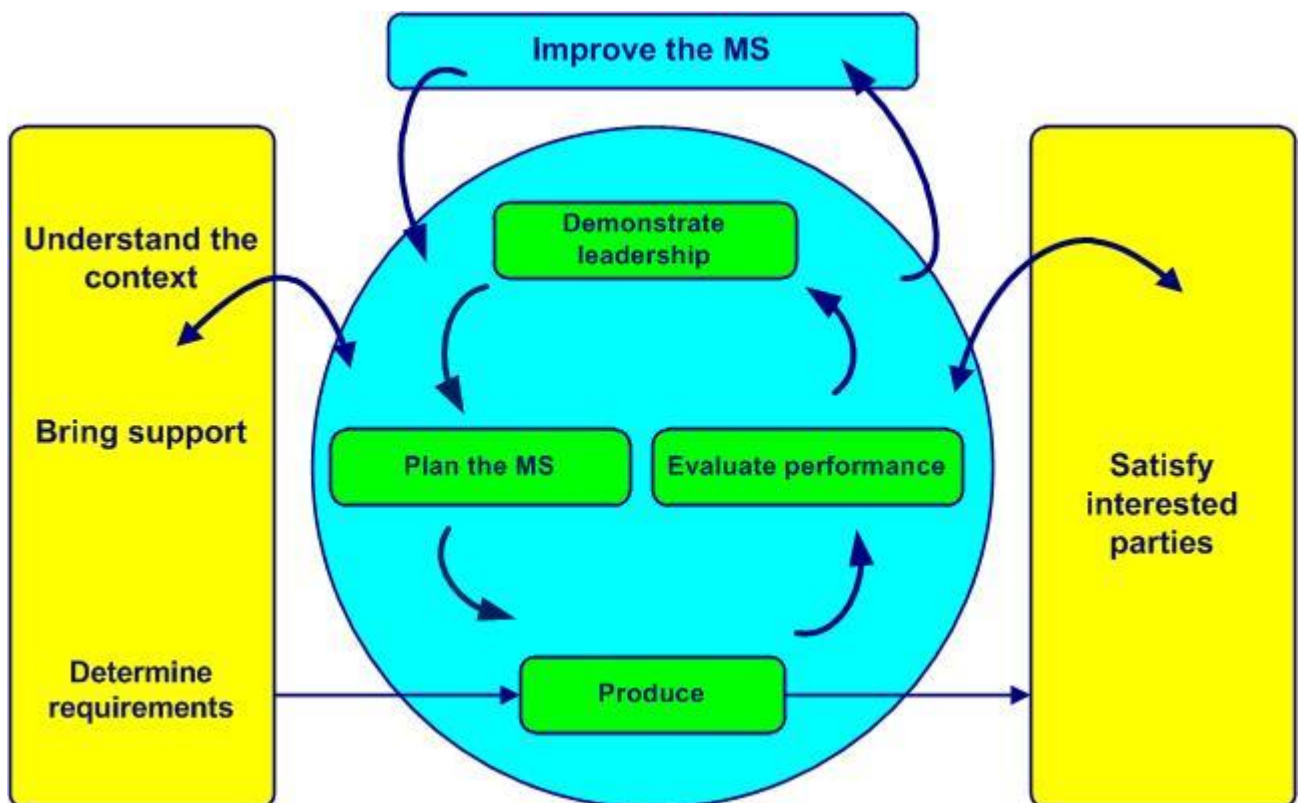 Improve the MS
Understand the
context
Bring support
Determine
requirements
Demonstrate
leadership
Plan the MS
Evaluate performance
Produce
Satisfy
interested
parties